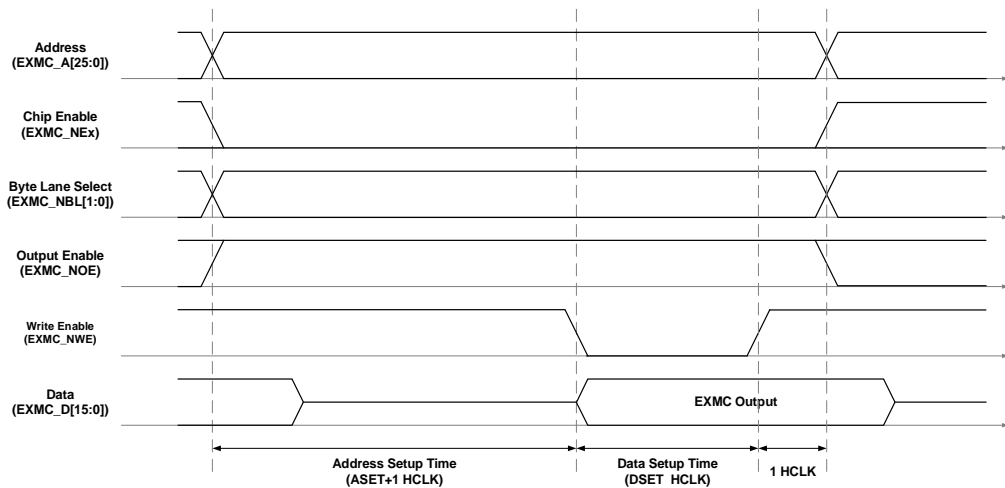 Address
(EXMC_A[25:0])
Chip Enable
(EXMC_NEx)
Byte Lane Select
(EXMC_NBL[1:0])
Output Enable
(EXMC_NOE)
Write Enable
(EXMC_NWE)
Data
(EXMC_D[15:0])
EXMC Output
Address Setup Time
(ASET+1 HCLK)
Data Setup Time
(DSET HCLK)
1 HCLK